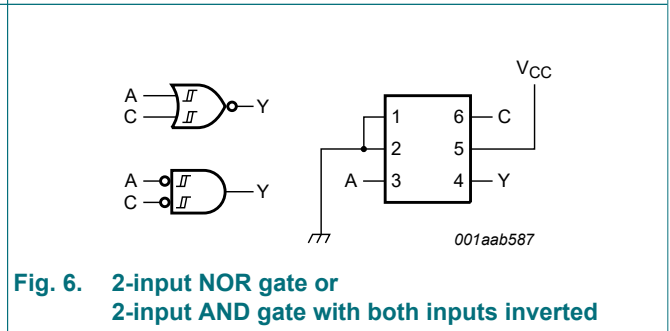 V_CC
A
C
Y
1 6 C
2 5
A 3 4 Y
A
C
Y
001aab587
Fig. 6. 2-input NOR gate or
2-input AND gate with both inputs inverted